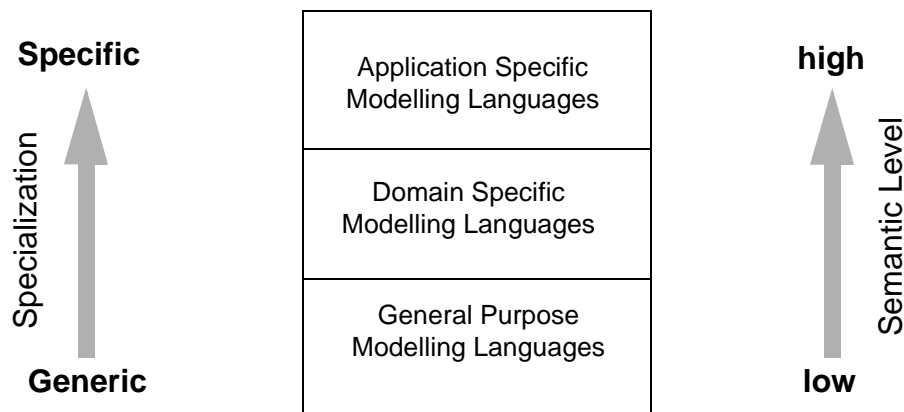 Specific
Specialization
Generic
Application Specific
Modelling Languages
Domain Specific
Modelling Languages
General Purpose
Modelling Languages
high
Semantic Level
low